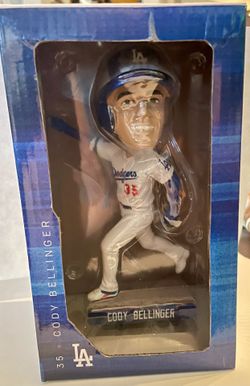 LA
Dodgers
35
CODY BELLINGER
35 • CODY BELLINGER
LA